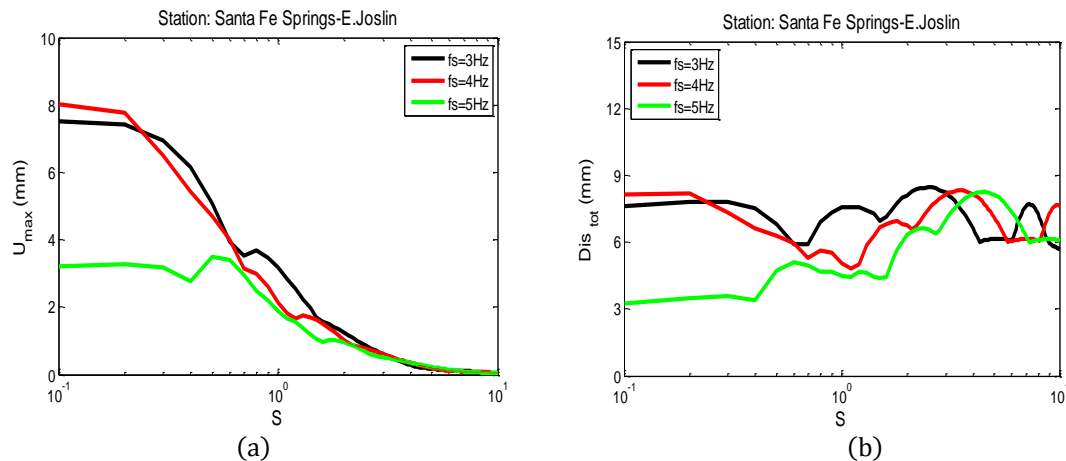 Station: Santa Fe Springs-E.Joslin
10
8
6
4
2
0
U_max (mm)
fs=3Hz
fs=4Hz
fs=5Hz
10^-1
10^0
10^1
S
(a)
Station: Santa Fe Springs-E.Joslin
15
12
9
6
3
0
Dis_tot (mm)
fs=3Hz
fs=4Hz
fs=5Hz
10^-1
10^0
10^1
S
(b)